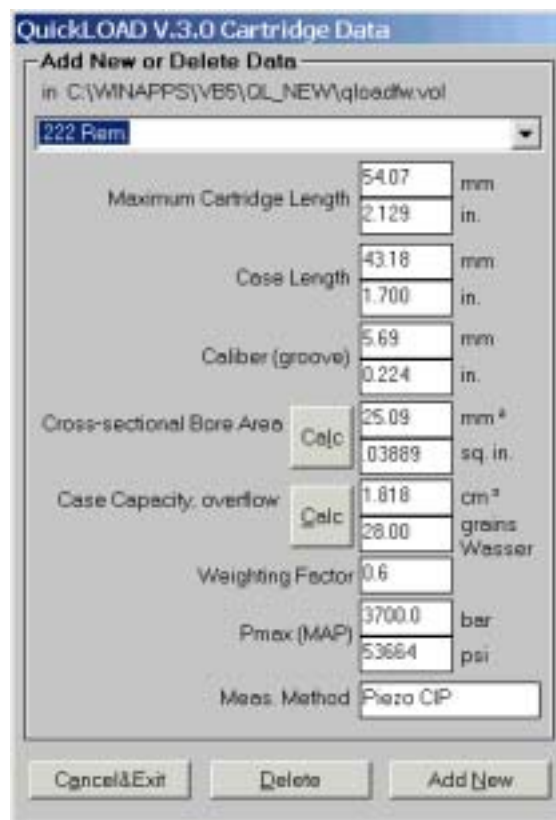 QuickLOAD V.3.0 Cartridge Data
Add New or Delete Data
in C:\WINAPPS\VB5\QL_NEW\qloadfw.vol
.222 Rem.
Maximum Cartridge Length 54.07 mm
2.129 in.
Case Length 43.18 mm
1.700 in.
Caliber (groove) 5.69 mm
0.224 in.
Cross-sectional Bore Area Calc 25.09 mm²
.03889 sq. in.
Case Capacity, overflow Calc 1.818 cm³
28.00 grains Wasser
Weighting Factor 0.6
Pmax (MAP) 3700.0 bar
53664 psi
Meas. Method Piezo CIP
Cancel&Exit Delete Add New